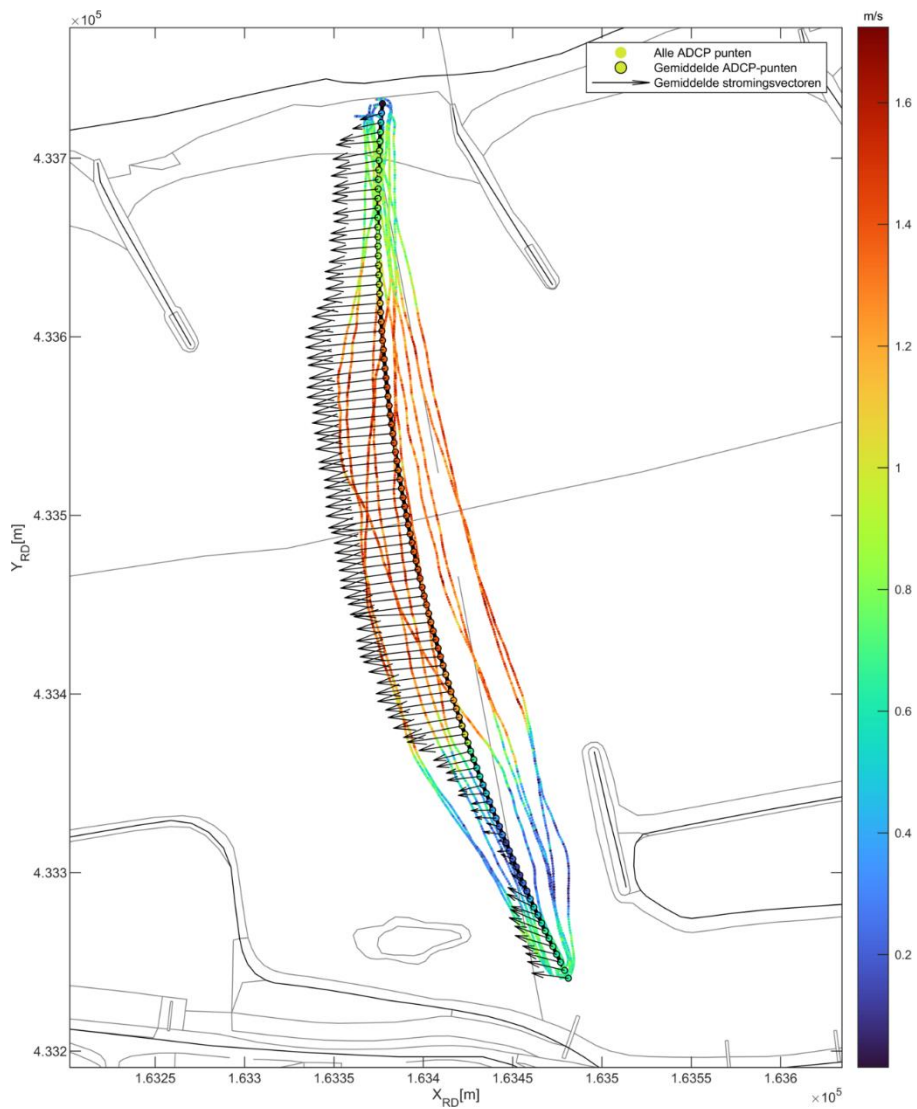 ×10⁵
m/s
Alle ADCP punten
Gemiddelde ADCP-punten
Gemiddelde stromingsvectoren
1.6
4.337
1.4
4.336
1.2
4.335
Y_RD[m]
1
0.8
4.334
0.6
4.333
0.4
0.2
4.332
1.6325 1.633 1.6335 1.634 1.6345 1.635 1.6355 1.636
X_RD[m]
×10⁵